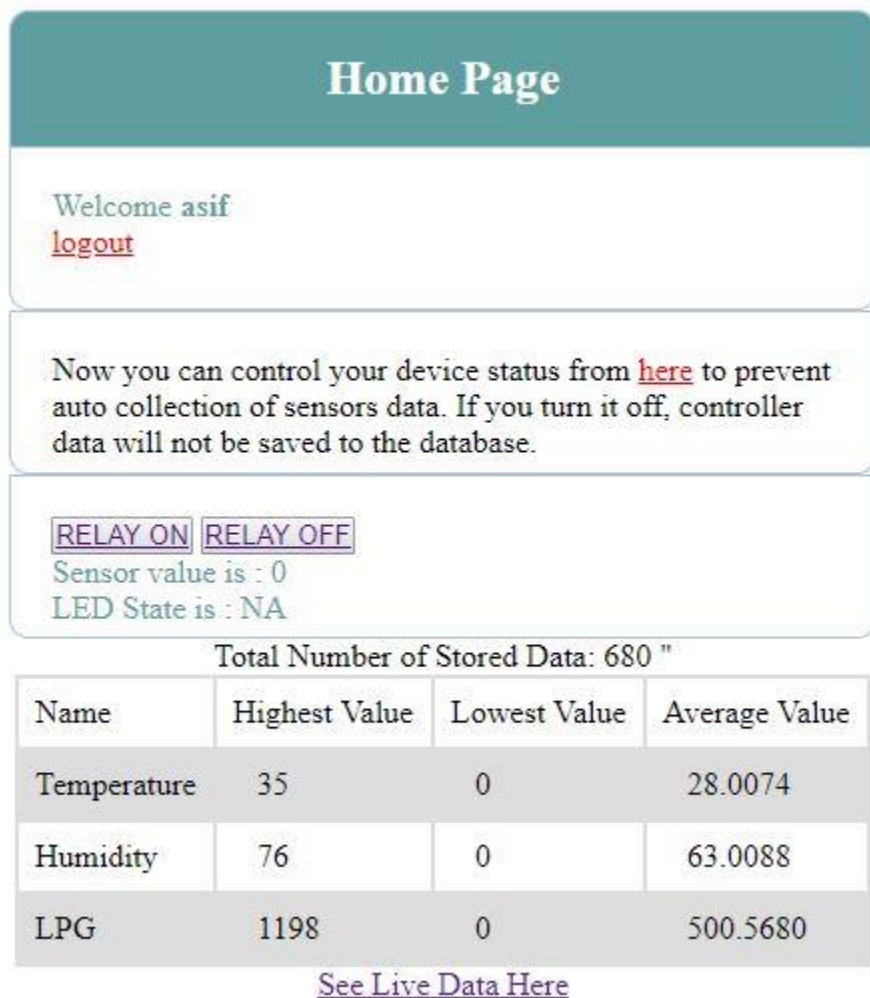 Home Page
Welcome asif
logout
Now you can control your device status from here to prevent
auto collection of sensors data. If you turn it off, controller
data will not be saved to the database.
RELAY ON RELAY OFF
Sensor value is : 0
LED State is : NA
Total Number of Stored Data: 680 "
Name Highest Value Lowest Value Average Value
Temperature 35 0 28.0074
Humidity 76 0 63.0088
LPG 1198 0 500.5680
See Live Data Here